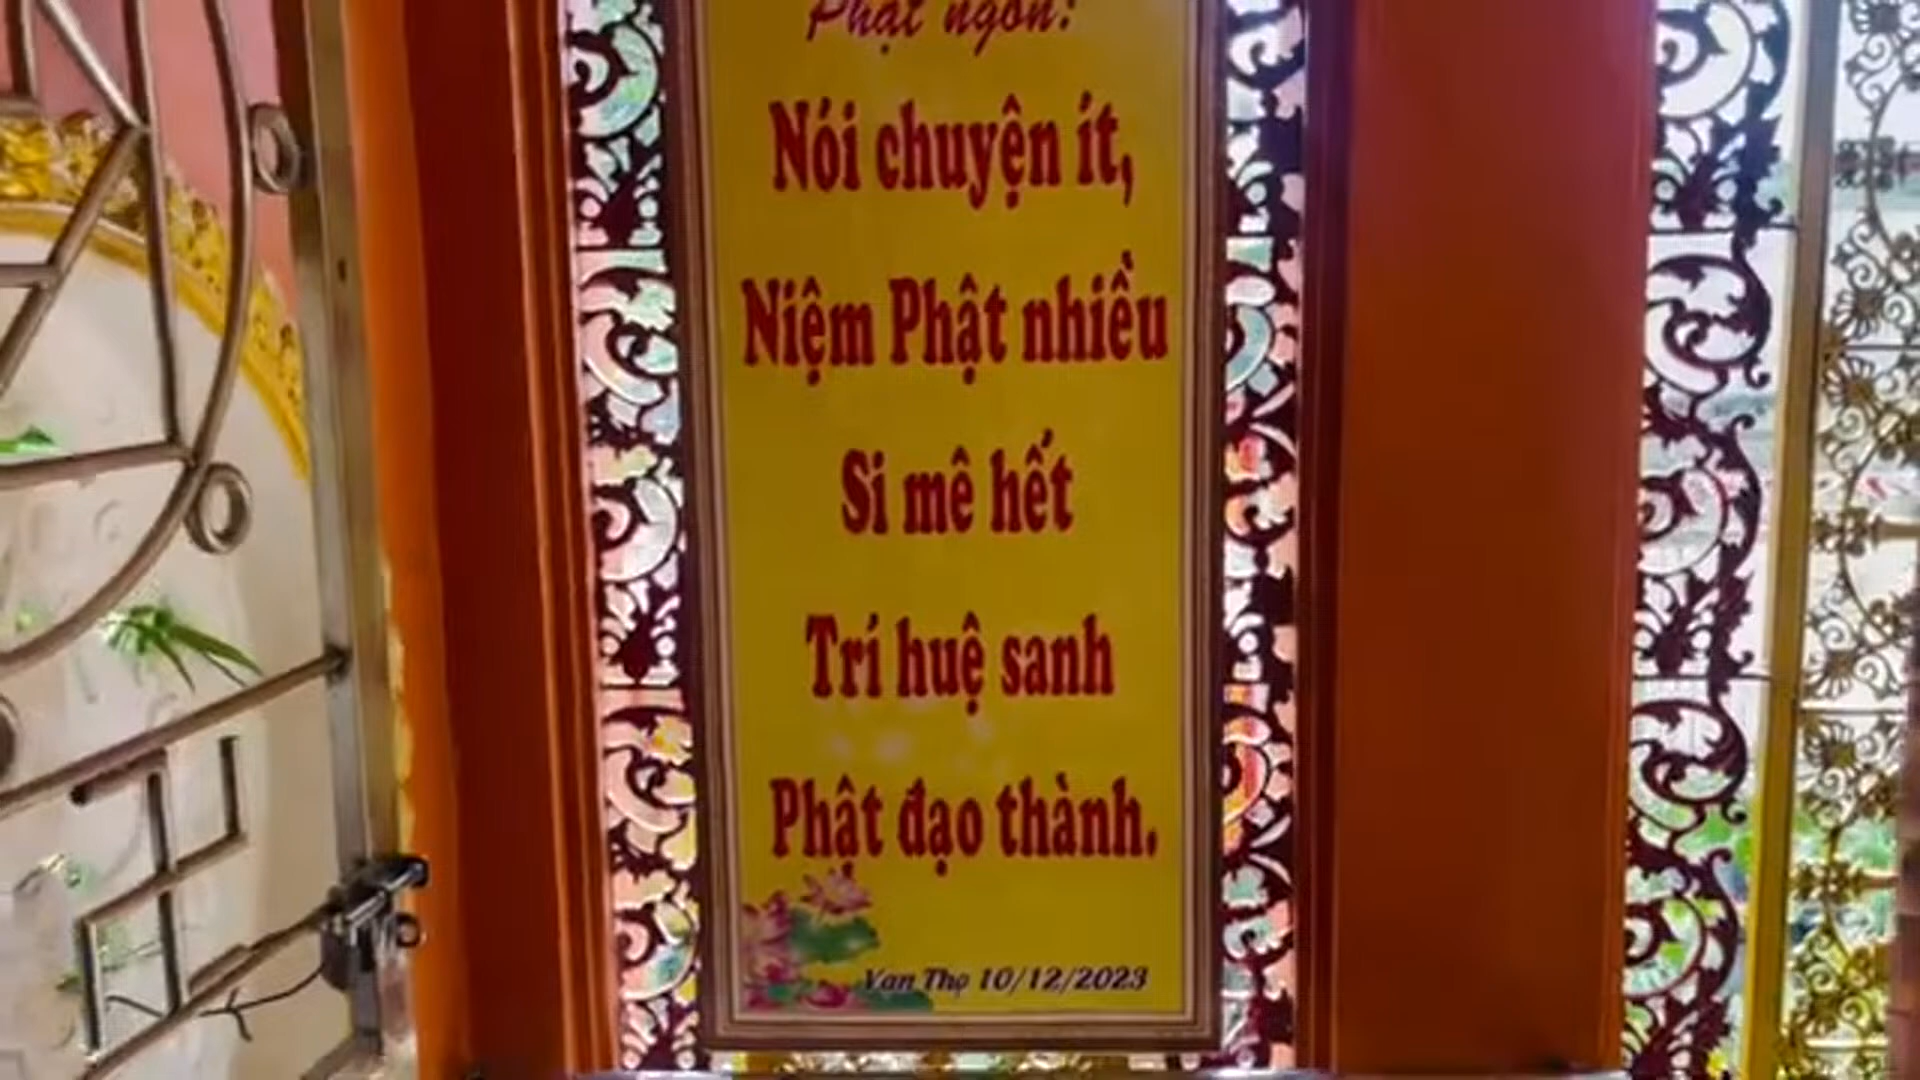 Phật ngôn:
Nói chuyện ít,
Niệm Phật nhiều
Si mê hết
Trí huệ sanh
Phật đạo thành.
Vạn Thọ 10/12/2023